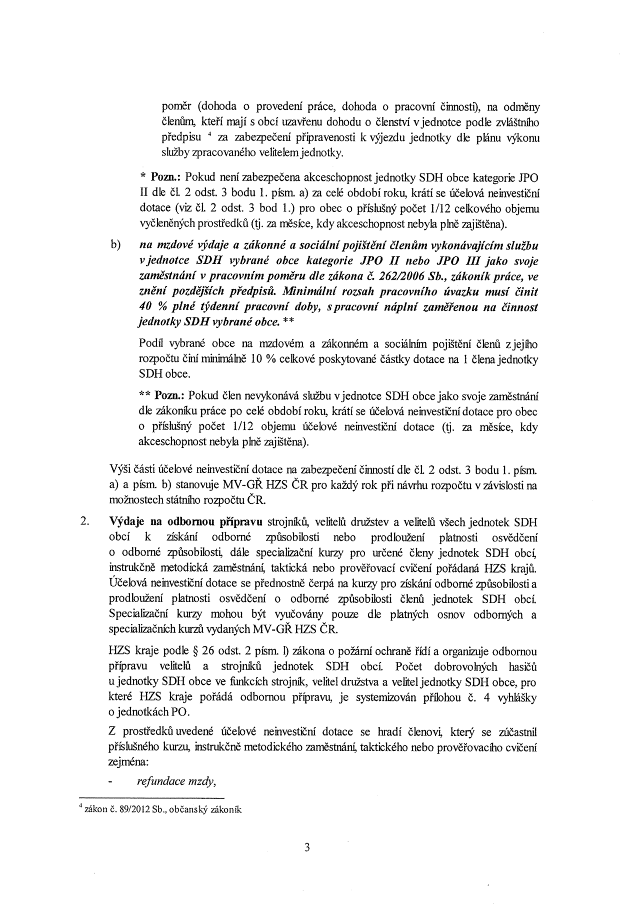 poměr (dohoda o provedení práce, dohoda o pracovní činnosti), na odměny
členům, kteří mají s obcí uzavřenu dohodu o členství v jednotce podle zvláštního
předpisu ⁴ za zabezpečení připravenosti k výjezdu jednotky dle plánu výkonu
služby zpracovaného velitelem jednotky.
* Pozn.: Pokud není zabezpečena akceschopnost jednotky SDH obce kategorie JPO
II dle čl. 2 odst. 3 bodu 1. písm. a) za celé období roku, krátí se účelová neinvestiční
dotace (viz čl. 2 odst. 3 bod 1.) pro obec o příslušný počet 1/12 celkového objemu
vyčleněných prostředků (tj. za měsíce, kdy akceschopnost nebyla plně zajištěna).
b) na mzdové výdaje a zákonné a sociální pojištění členům vykonávajícím službu
v jednotce SDH vybrané obce kategorie JPO II nebo JPO III jako svoje
zaměstnání v pracovním poměru dle zákona č. 262/2006 Sb., zákoník práce, ve
znění pozdějších předpisů. Minimální rozsah pracovního úvazku musí činit
40 % plné týdenní pracovní doby, s pracovní náplní zaměřenou na činnost
jednotky SDH vybrané obce. **
Podíl vybrané obce na mzdovém a zákonném a sociálním pojištění členů z jejího
rozpočtu činí minimálně 10 % celkové poskytované částky dotace na 1 člena jednotky
SDH obce.
** Pozn.: Pokud člen nevykonává službu v jednotce SDH obce jako svoje zaměstnání
dle zákoníku práce po celé období roku, krátí se účelová neinvestiční dotace pro obec
o příslušný počet 1/12 objemu účelové neinvestiční dotace (tj. za měsíce, kdy
akceschopnost nebyla plně zajištěna).
Výši části účelové neinvestiční dotace na zabezpečení činností dle čl. 2 odst. 3 bodu 1. písm.
a) a písm. b) stanovuje MV-GŘ HZS ČR pro každý rok při návrhu rozpočtu v závislosti na
možnostech státního rozpočtu ČR.
2. Výdaje na odbornou přípravu strojníků, velitelů družstev a velitelů všech jednotek SDH
obcí k získání odborné způsobilosti nebo prodloužení platnosti osvědčení
o odborné způsobilosti, dále specializační kurzy pro určené členy jednotek SDH obcí,
instrukčně metodická zaměstnání, taktická nebo prověřovací cvičení pořádaná HZS krajů.
Účelová neinvestiční dotace se přednostně čerpá na kurzy pro získání odborné způsobilosti a
prodloužení platnosti osvědčení o odborné způsobilosti členů jednotek SDH obcí.
Specializační kurzy mohou být vyučovány pouze dle platných osnov odborných a
specializačních kurzů vydaných MV-GŘ HZS ČR.
HZS kraje podle § 26 odst. 2 písm. l) zákona o požární ochraně řídí a organizuje odbornou
přípravu velitelů a strojníků jednotek SDH obcí. Počet dobrovolných hasičů
u jednotky SDH obce ve funkcích strojník, velitel družstva a velitel jednotky SDH obce, pro
které HZS kraje pořádá odbornou přípravu, je systemizován přílohou č. 4 vyhlášky
o jednotkách PO.
Z prostředků uvedené účelové neinvestiční dotace se hradí členovi, který se zúčastnil
příslušného kurzu, instrukčně metodického zaměstnání, taktického nebo prověřovacího cvičení
zejména:
- refundace mzdy,
⁴ zákon č. 89/2012 Sb., občanský zákoník
3